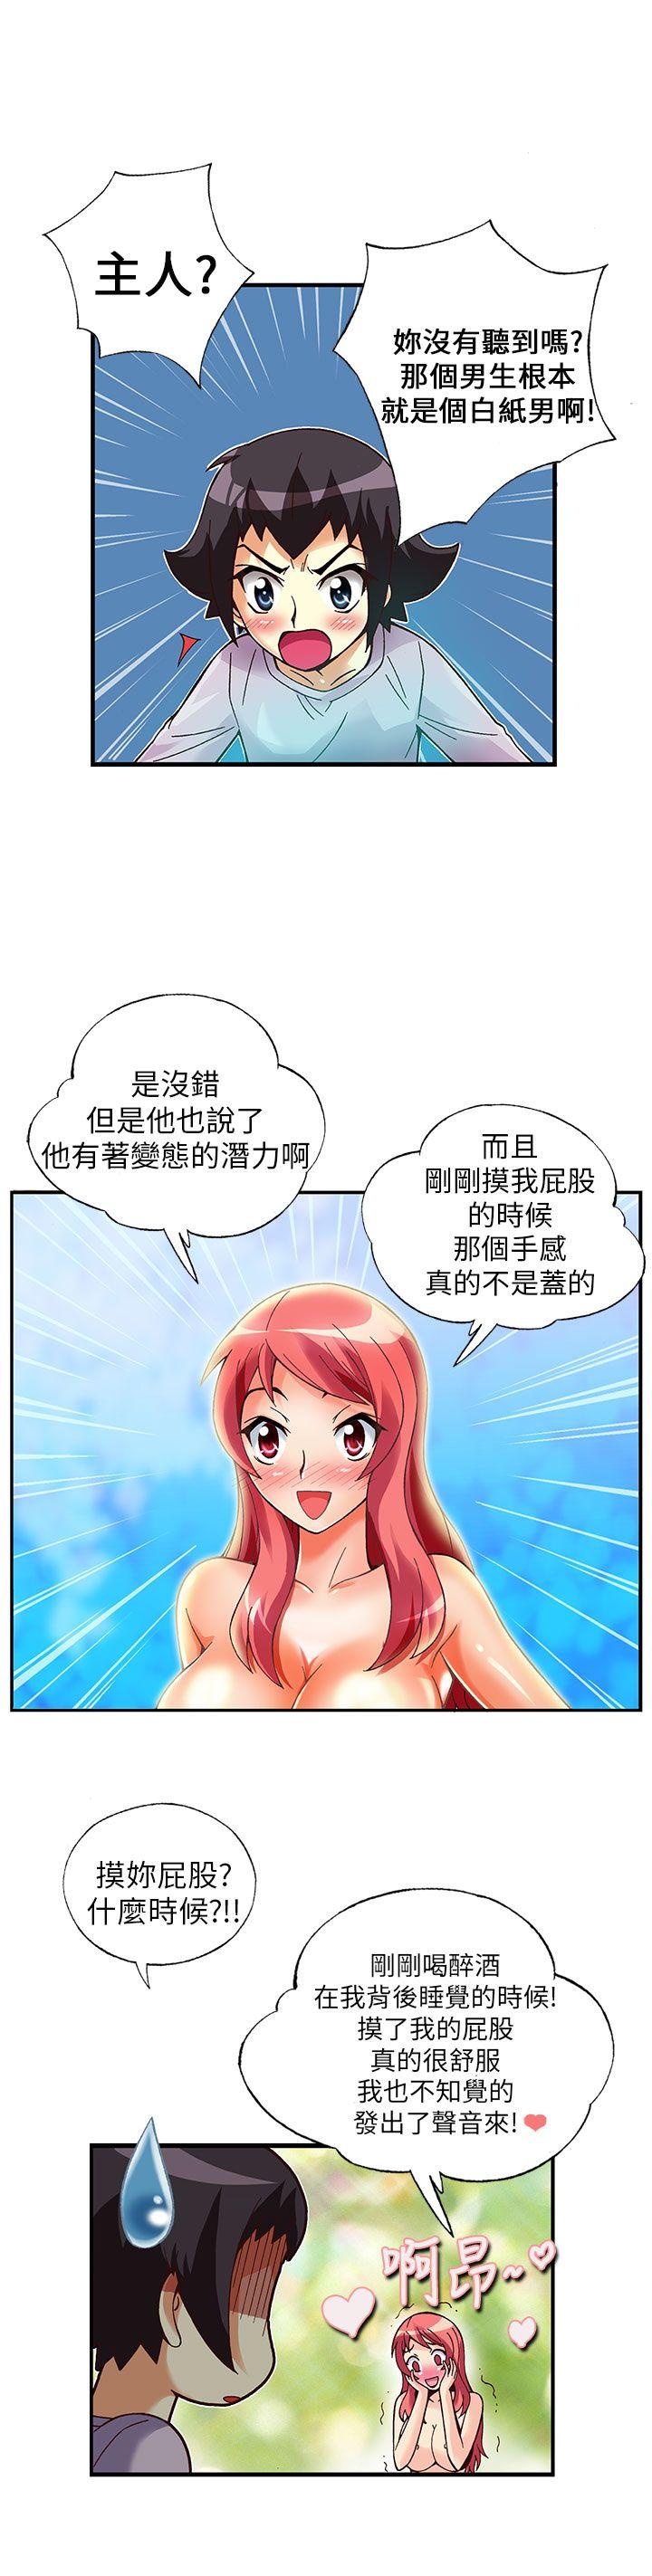 主人?
妳沒有聽到嗎?
那個男生根本
就是個白紙男啊!
是沒錯
但是他也說了
他有著變態的潛力啊
而且
剛剛摸我屁股
的時候
那個手感
真的不是蓋的
摸妳屁股?
什麼時候?!!
剛剛喝醉酒
在我背後睡覺的時候!
摸了我的屁股
真的很舒服
我也不知覺的
發出了聲音來!❤
啊昂~